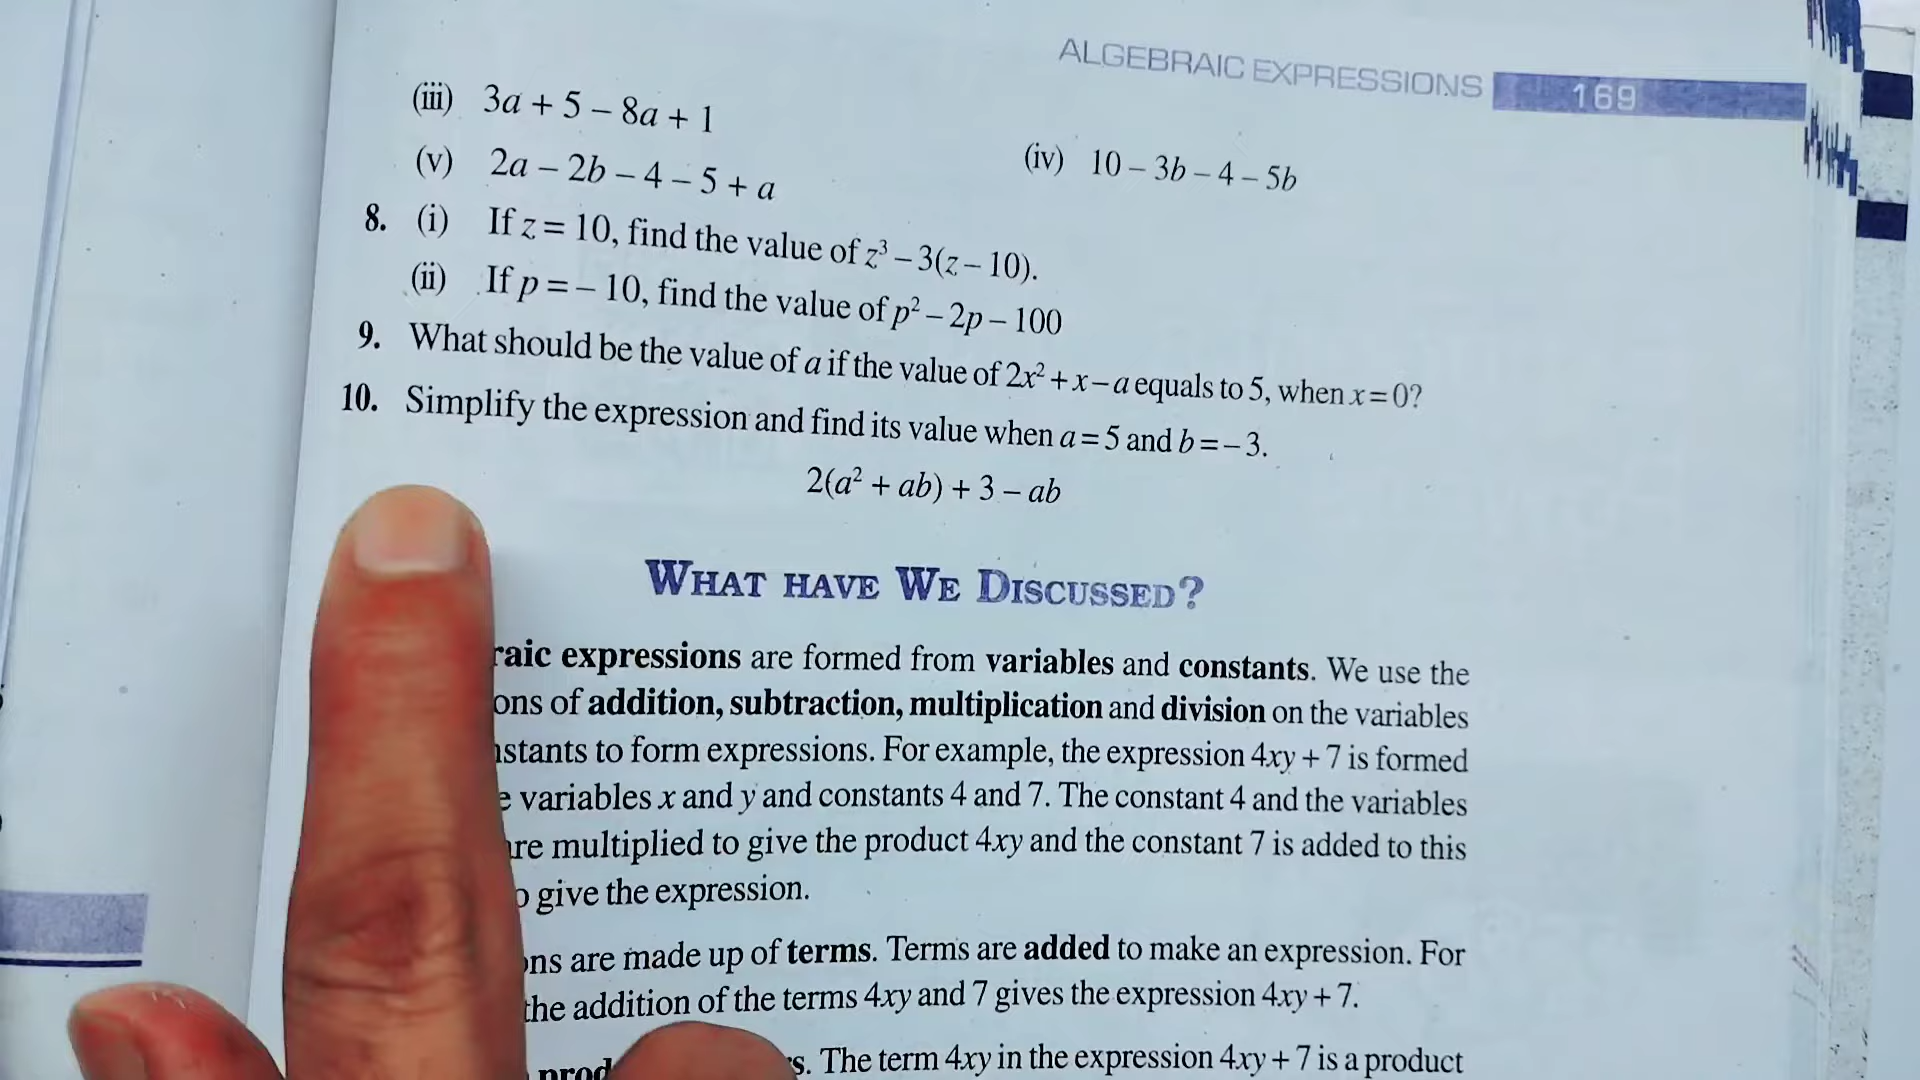 ALGEBRAIC EXPRESSIONS 169
(iii) 3a + 5 – 8a + 1
(iv) 10 – 3b – 4 – 5b
(v) 2a – 2b – 4 – 5 + a
8. (i) If z = 10, find the value of z³ – 3(z – 10).
(ii) If p = – 10, find the value of p² – 2p – 100
9. What should be the value of a if the value of 2x² + x – a equals to 5, when x = 0?
10. Simplify the expression and find its value when a = 5 and b = – 3.
2(a² + ab) + 3 – ab
WHAT HAVE WE DISCUSSED?
raic expressions are formed from variables and constants. We use the
ons of addition, subtraction, multiplication and division on the variables
nstants to form expressions. For example, the expression 4xy + 7 is formed
e variables x and y and constants 4 and 7. The constant 4 and the variables
re multiplied to give the product 4xy and the constant 7 is added to this
o give the expression.
ons are made up of terms. Terms are added to make an expression. For
the addition of the terms 4xy and 7 gives the expression 4xy + 7.
prod s. The term 4xy in the expression 4xy + 7 is a product